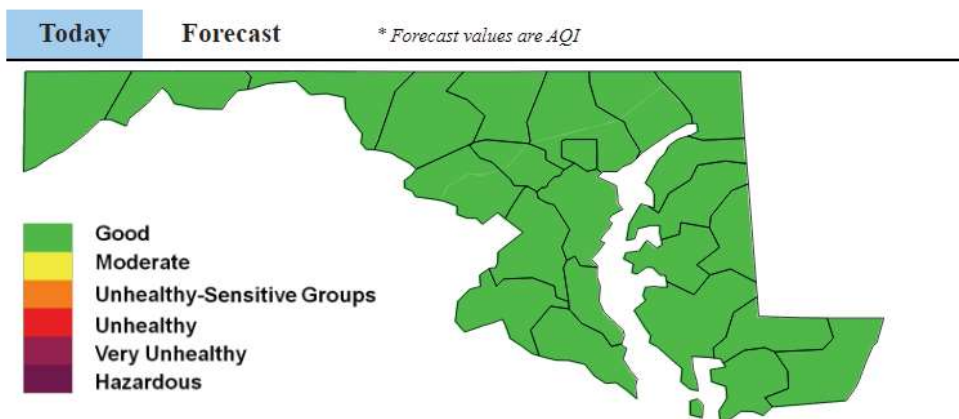 Today Forecast * Forecast values are AQI
Good
Moderate
Unhealthy-Sensitive Groups
Unhealthy
Very Unhealthy
Hazardous